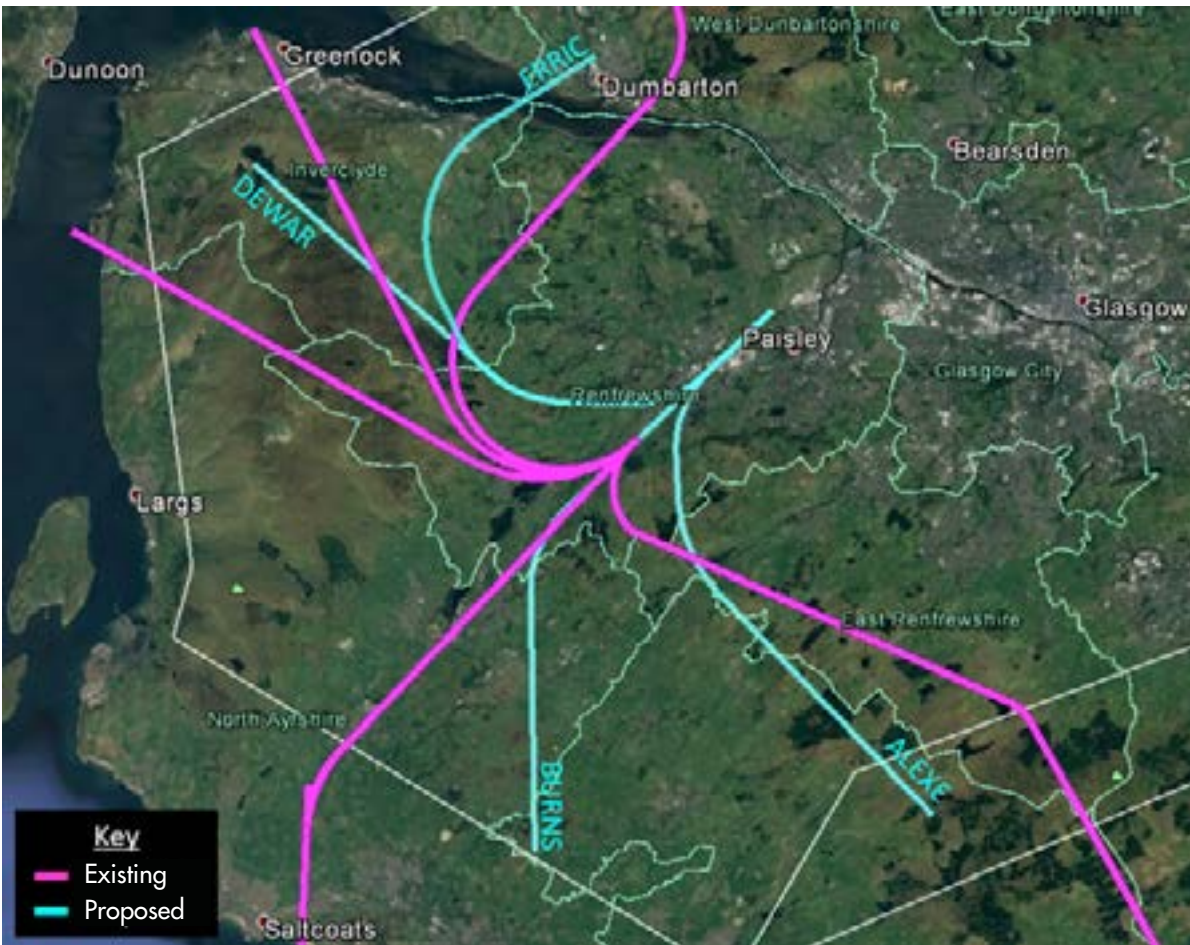 West Dunbartonshire
East Dunbartonshire
Greenock
Dunoon
ERRIC
Dumbarton
Bearsden
Inverclyde
DEWAR
Glasgow
Paisley
Glasgow City
Renfrewshire
Largs
East Renfrewshire
North Ayrshire
BURNS
ALEXE
Key
Existing
Proposed
Saltcoats